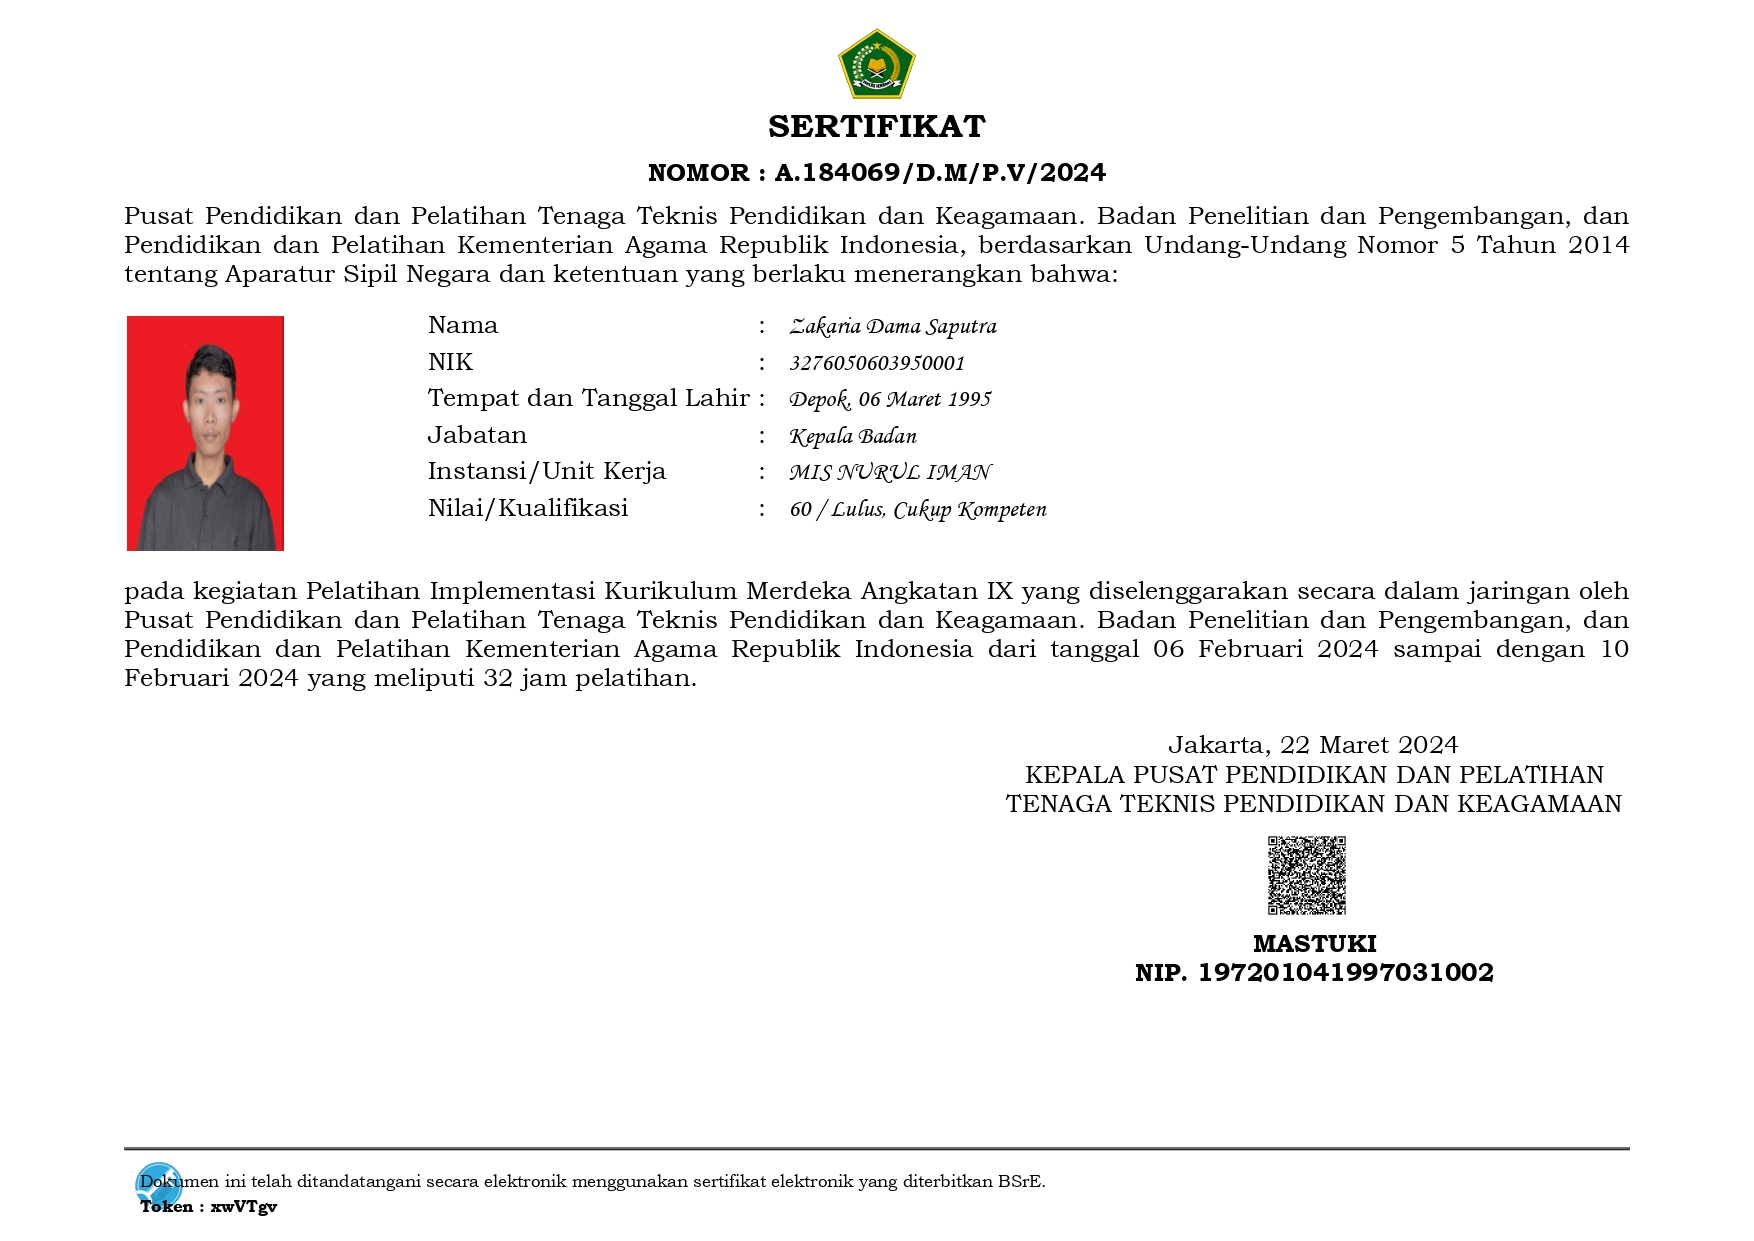 SERTIFIKAT
NOMOR : A.184069/D.M/P.V/2024
Pusat Pendidikan dan Pelatihan Tenaga Teknis Pendidikan dan Keagamaan. Badan Penelitian dan Pengembangan, dan
Pendidikan dan Pelatihan Kementerian Agama Republik Indonesia, berdasarkan Undang-Undang Nomor 5 Tahun 2014
tentang Aparatur Sipil Negara dan ketentuan yang berlaku menerangkan bahwa:
Nama : Zakaria Dama Saputra
NIK : 3276050603950001
Tempat dan Tanggal Lahir : Depok, 06 Maret 1995
Jabatan : Kepala Badan
Instansi/Unit Kerja : MIS NURUL IMAN
Nilai/Kualifikasi : 60 / Lulus, Cukup Kompeten
pada kegiatan Pelatihan Implementasi Kurikulum Merdeka Angkatan IX yang diselenggarakan secara dalam jaringan oleh
Pusat Pendidikan dan Pelatihan Tenaga Teknis Pendidikan dan Keagamaan. Badan Penelitian dan Pengembangan, dan
Pendidikan dan Pelatihan Kementerian Agama Republik Indonesia dari tanggal 06 Februari 2024 sampai dengan 10
Februari 2024 yang meliputi 32 jam pelatihan.
Jakarta, 22 Maret 2024
KEPALA PUSAT PENDIDIKAN DAN PELATIHAN
TENAGA TEKNIS PENDIDIKAN DAN KEAGAMAAN
MASTUKI
NIP. 197201041997031002
Dokumen ini telah ditandatangani secara elektronik menggunakan sertifikat elektronik yang diterbitkan BSrE.
Token : xwVTgv